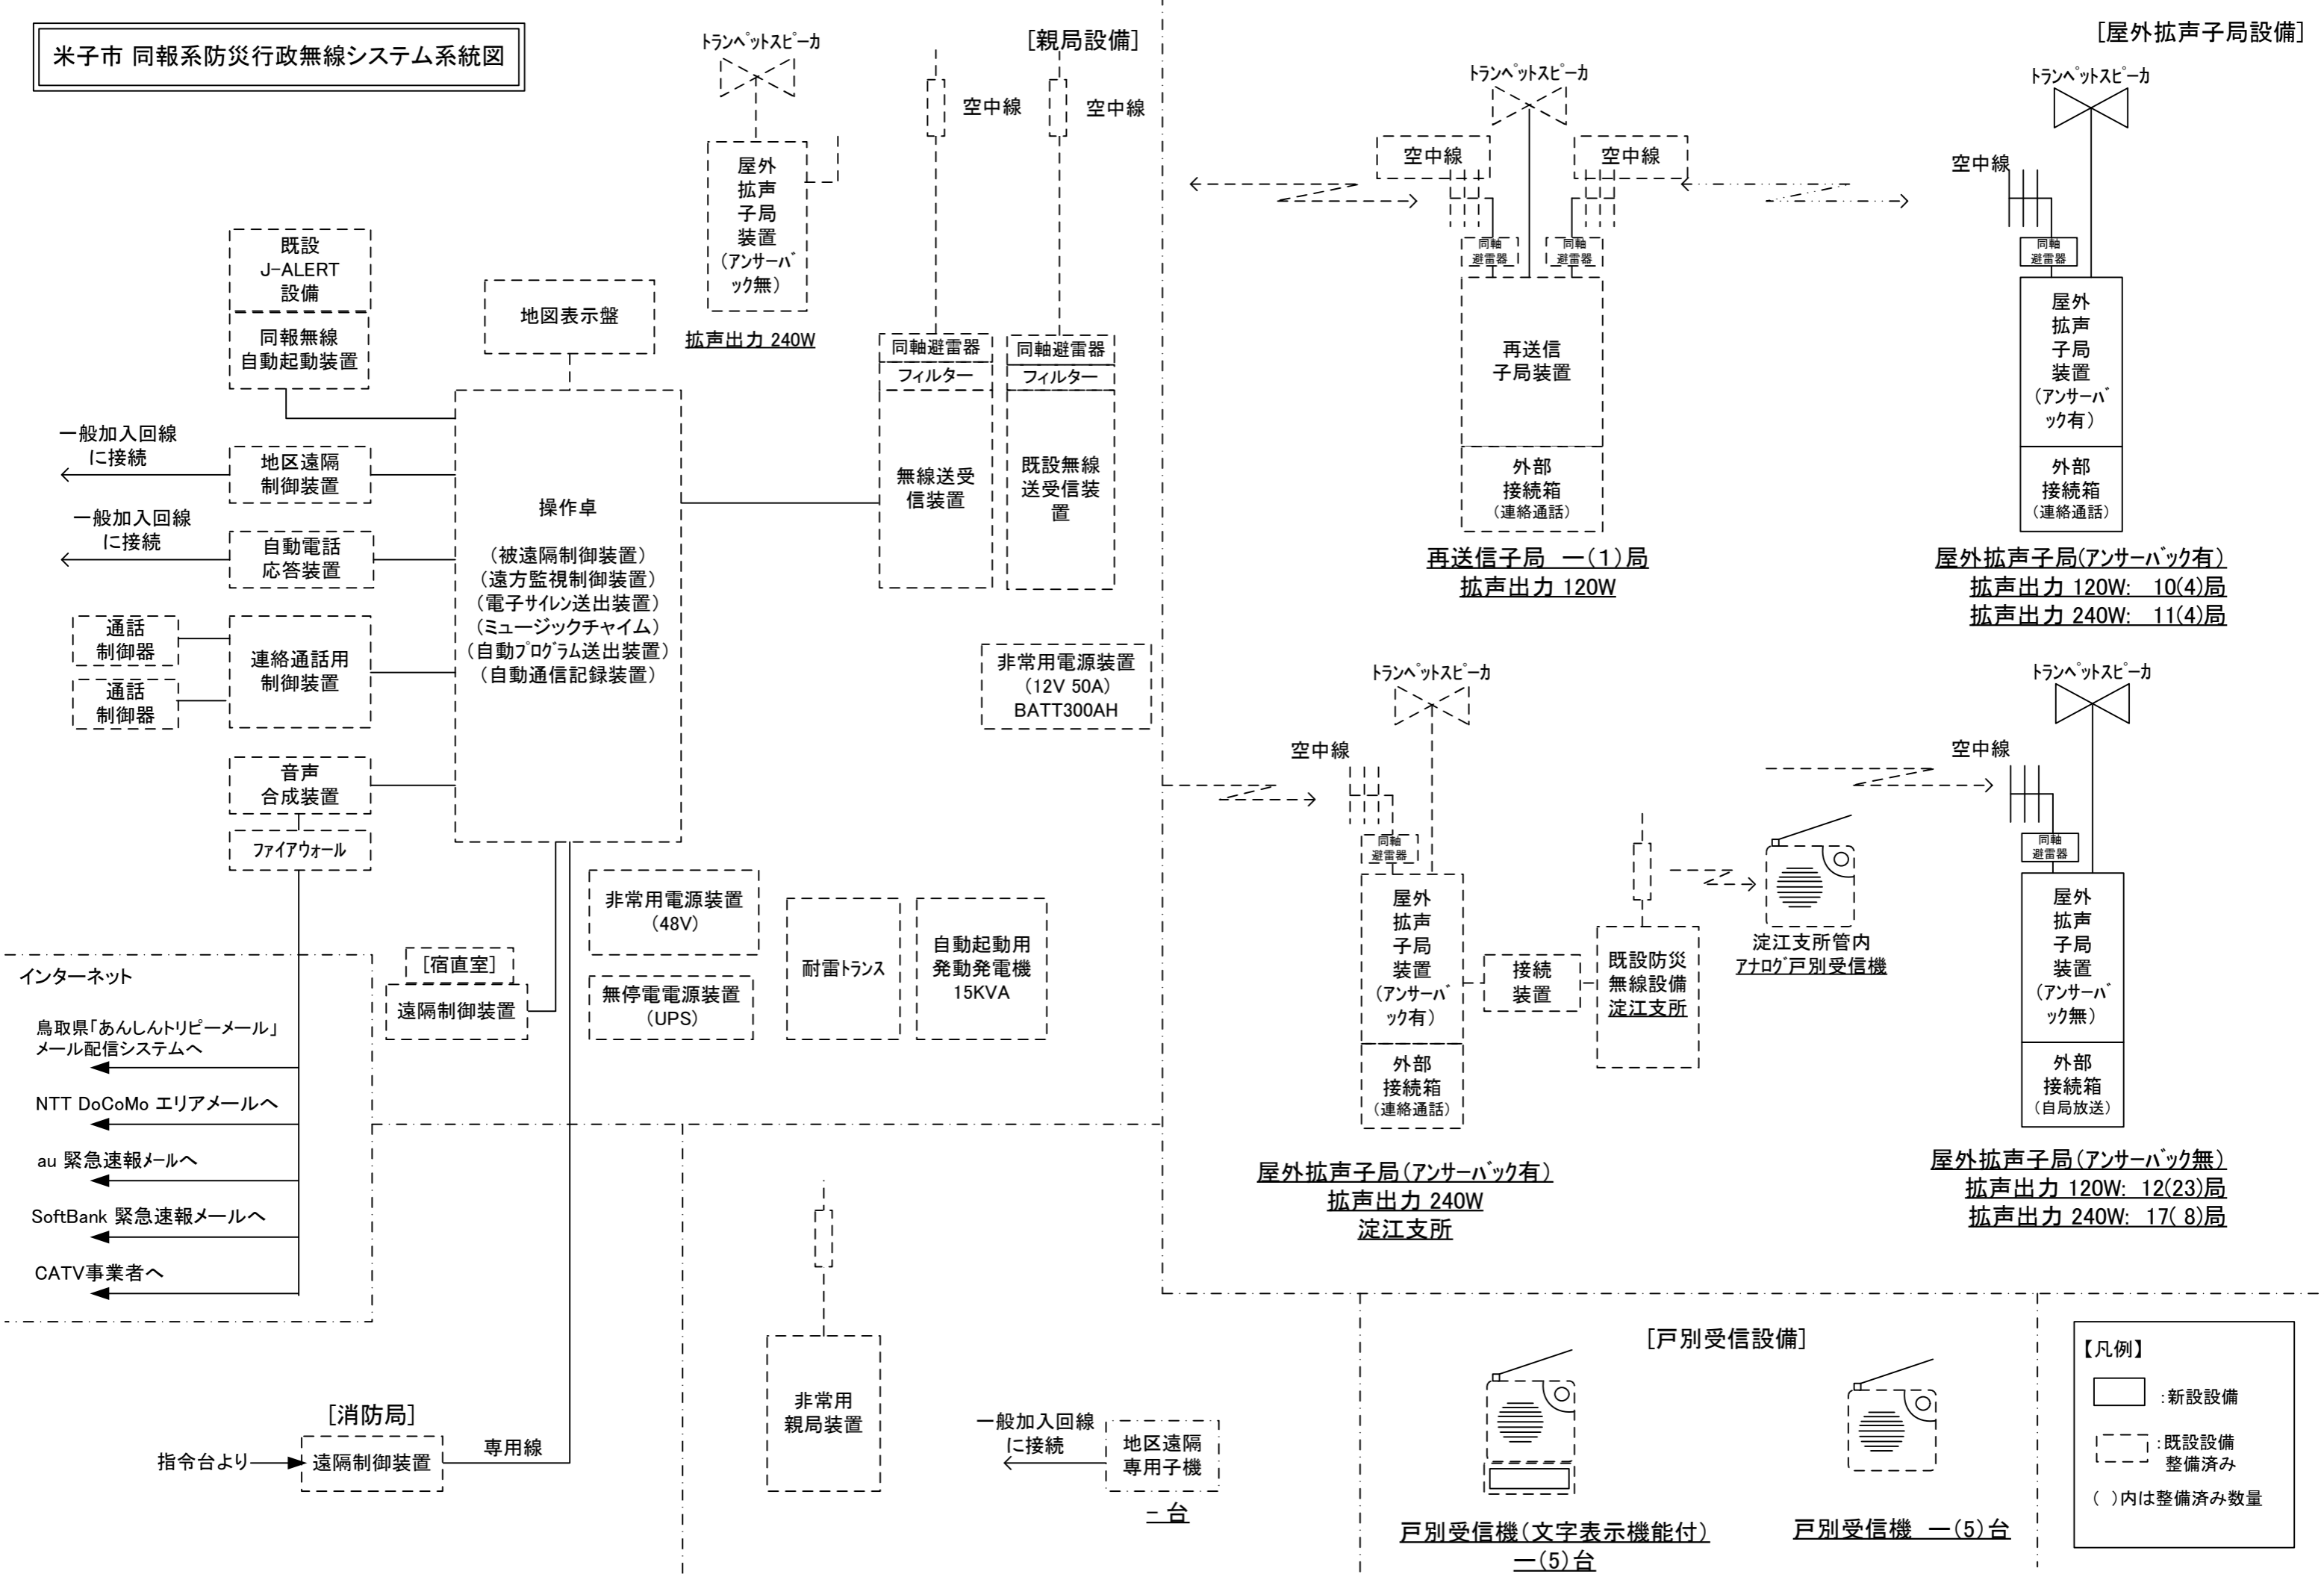 米子市 同報系防災行政無線システム系統図
[親局設備]
トランペットスピーカ
空中線
空中線
屋外
拡声
子局
装置
(アンサーバ
ック無)
拡声出力 240W
既設
J-ALERT
設備
同報無線
自動起動装置
地図表示盤
同軸避雷器
フィルター
無線送受
信装置
同軸避雷器
フィルター
既設無線
送受信装
置
一般加入回線
に接続
地区遠隔
制御装置
一般加入回線
に接続
自動電話
応答装置
操作卓
(被遠隔制御装置)
(遠方監視制御装置)
(電子サイレン送出装置)
(ミュージックチャイム)
(自動プログラム送出装置)
(自動通信記録装置)
通話
制御器
通話
制御器
連絡通話用
制御装置
非常用電源装置
(12V 50A)
BATT300AH
音声
合成装置
ファイアウォール
非常用電源装置
(48V)
無停電電源装置
(UPS)
耐雷トランス
自動起動用
発動発電機
15KVA
[宿直室]
遠隔制御装置
インターネット
鳥取県「あんしんトリピーメール」
メール配信システムへ
NTT DoCoMo エリアメールへ
au 緊急速報メールへ
SoftBank 緊急速報メールへ
CATV事業者へ
[消防局]
指令台より
遠隔制御装置
専用線
非常用
親局装置
一般加入回線
に接続
地区遠隔
専用子機
- 台
[屋外拡声子局設備]
トランペットスピーカ
空中線
空中線
同軸
避雷器
同軸
避雷器
再送信
子局装置
外部
接続箱
(連絡通話)
再送信子局 ー(1)局
拡声出力 120W
トランペットスピーカ
空中線
同軸
避雷器
屋外
拡声
子局
装置
(アンサーバ
ック有)
外部
接続箱
(連絡通話)
屋外拡声子局(アンサーバック有)
拡声出力 120W: 10(4)局
拡声出力 240W: 11(4)局
トランペットスピーカ
空中線
同軸
避雷器
屋外
拡声
子局
装置
(アンサーバ
ック有)
外部
接続箱
(連絡通話)
接続
装置
既設防災
無線設備
淀江支所
淀江支所管内
アナログ戸別受信機
屋外拡声子局(アンサーバック有)
拡声出力 240W
淀江支所
トランペットスピーカ
空中線
同軸
避雷器
屋外
拡声
子局
装置
(アンサーバ
ック無)
外部
接続箱
(自局放送)
屋外拡声子局(アンサーバック無)
拡声出力 120W: 12(23)局
拡声出力 240W: 17( 8)局
[戸別受信設備]
戸別受信機(文字表示機能付)
ー(5)台
戸別受信機 ー(5)台
【凡例】
:新設設備
:既設設備
整備済み
( )内は整備済み数量